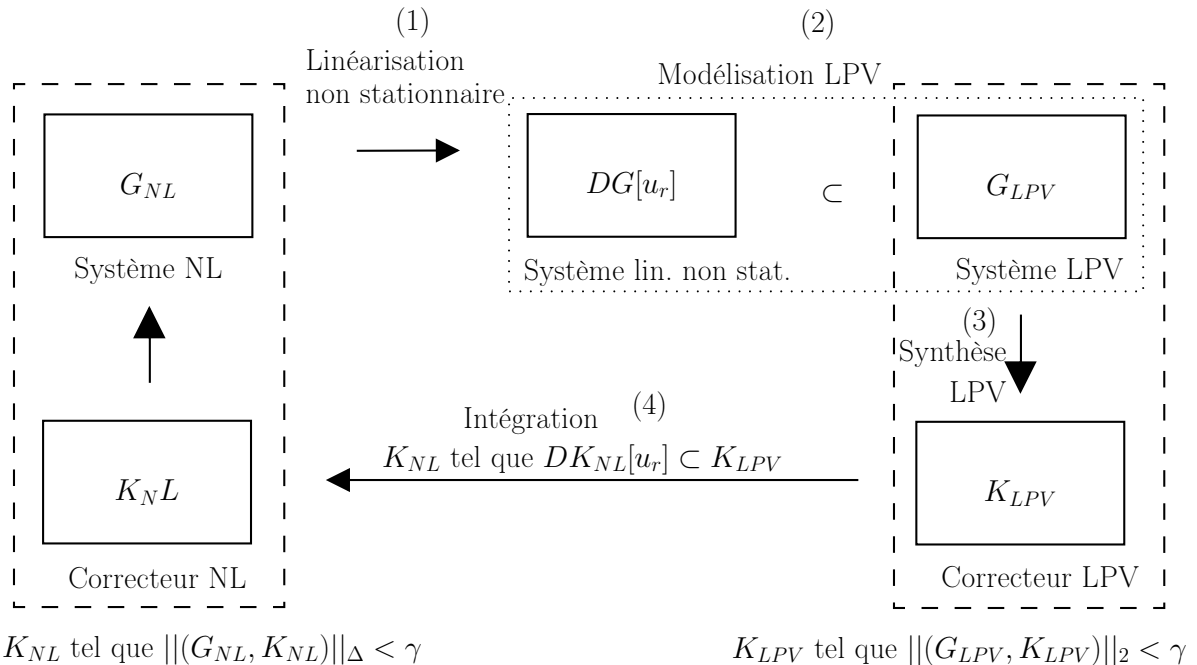 (1)
(2)
Linéarisation
non stationnaire
Modélisation LPV
G_{NL}
DG[u_r]
⊂
G_{LPV}
Système NL
Système lin. non stat.
Système LPV
(3)
Synthèse
LPV
Intégration
(4)
K_{NL} tel que DK_{NL}[u_r] ⊂ K_{LPV}
K_NL
K_{LPV}
Correcteur NL
Correcteur LPV
K_{NL} tel que ||(G_{NL}, K_{NL})||_Δ < γ
K_{LPV} tel que ||(G_{LPV}, K_{LPV})||_2 < γ